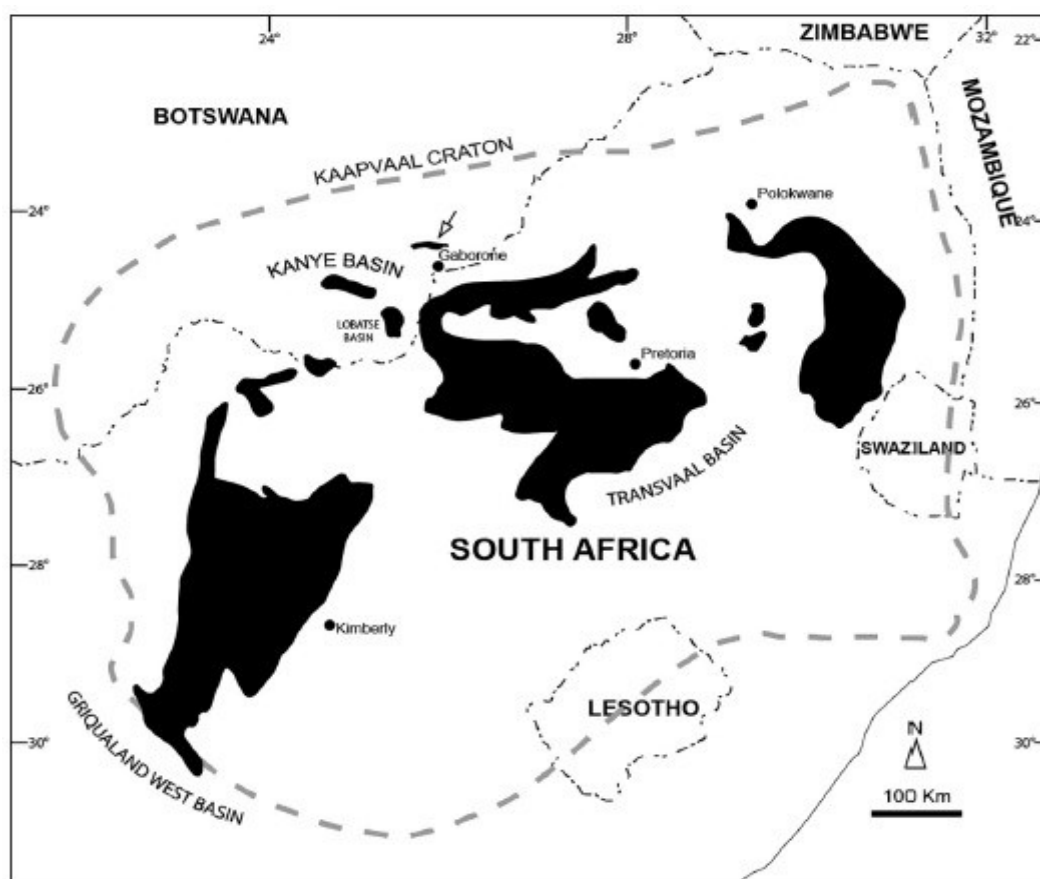 24°
28°
32°
22°
ZIMBABWE
BOTSWANA
MOZAMBIQUE
KAAPVAAL CRATON
Polokwane
24°
24°
Gaborone
KANYE BASIN
LOBATSE
BASIN
Pretoria
26°
26°
SWAZILAND
TRANSVAAL BASIN
SOUTH AFRICA
28°
28°
Kimberly
LESOTHO
GRIQUALAND WEST BASIN
N
30°
30°
100 Km